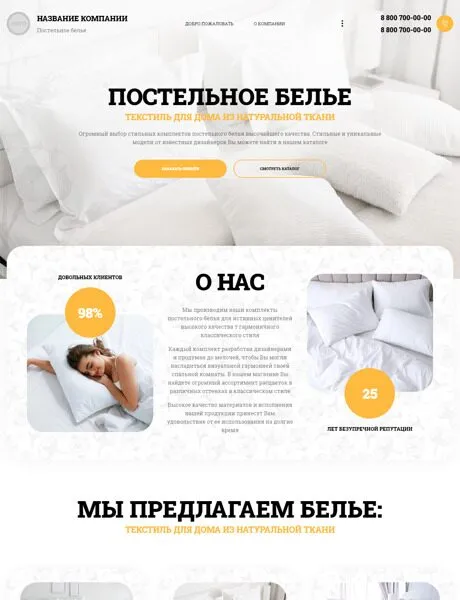 НАЗВАНИЕ КОМПАНИИ
Постельное белье
ДОБРО ПОЖАЛОВАТЬ
О КОМПАНИИ
8 800 700-00-00
8 800 700-00-00
ПОСТЕЛЬНОЕ БЕЛЬЕ
ТЕКСТИЛЬ ДЛЯ ДОМА ИЗ НАТУРАЛЬНОЙ ТКАНИ
Огромный выбор стильных комплектов постельного белья высочайшего качества. Стильные и уникальные
модели от известных дизайнеров Вы можете найти в нашем каталоге
СМОТРЕТЬ КАТАЛОГ
ДОВОЛЬНЫХ КЛИЕНТОВ
98%
О НАС
Мы производим наши комплекты
постельного белья для истинных ценителей
высокого качества т гармоничного
классического стиля
Каждый комплект разработан дизайнерами
и продуман до мелочей, чтобы Вы могли
насладиться визуальной гармонией своей
спальной комнаты. В нашем магазине Вы
найдете огромный ассортимент расцветок в
различных оттенках в классическом стиле
Высокое качество материалов и исполнения
нашей продукции принесет Вам
удовольствие от ее использования на долгие
время
25
ЛЕТ БЕЗУПРЕЧНОЙ РЕПУТАЦИИ
МЫ ПРЕДЛАГАЕМ БЕЛЬЕ:
ТЕКСТИЛЬ ДЛЯ ДОМА ИЗ НАТУРАЛЬНОЙ ТКАНИ